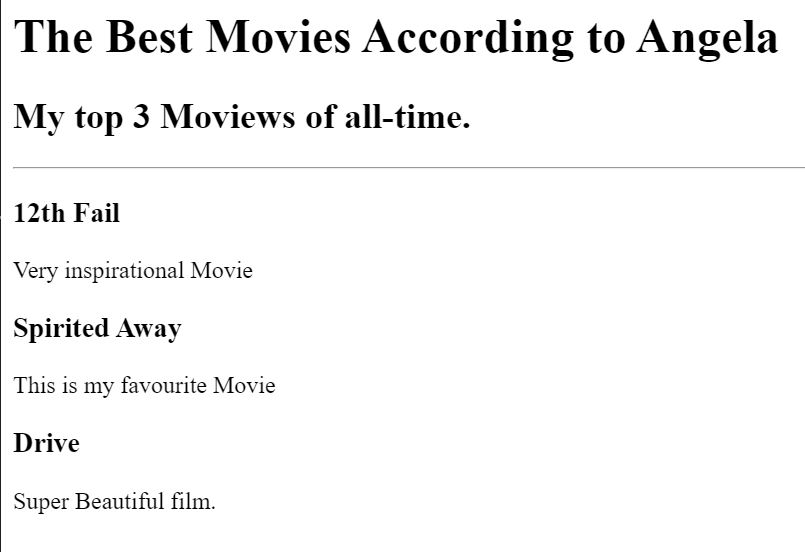 The Best Movies According to Angela
My top 3 Moviews of all-time.
12th Fail
Very inspirational Movie
Spirited Away
This is my favourite Movie
Drive
Super Beautiful film.